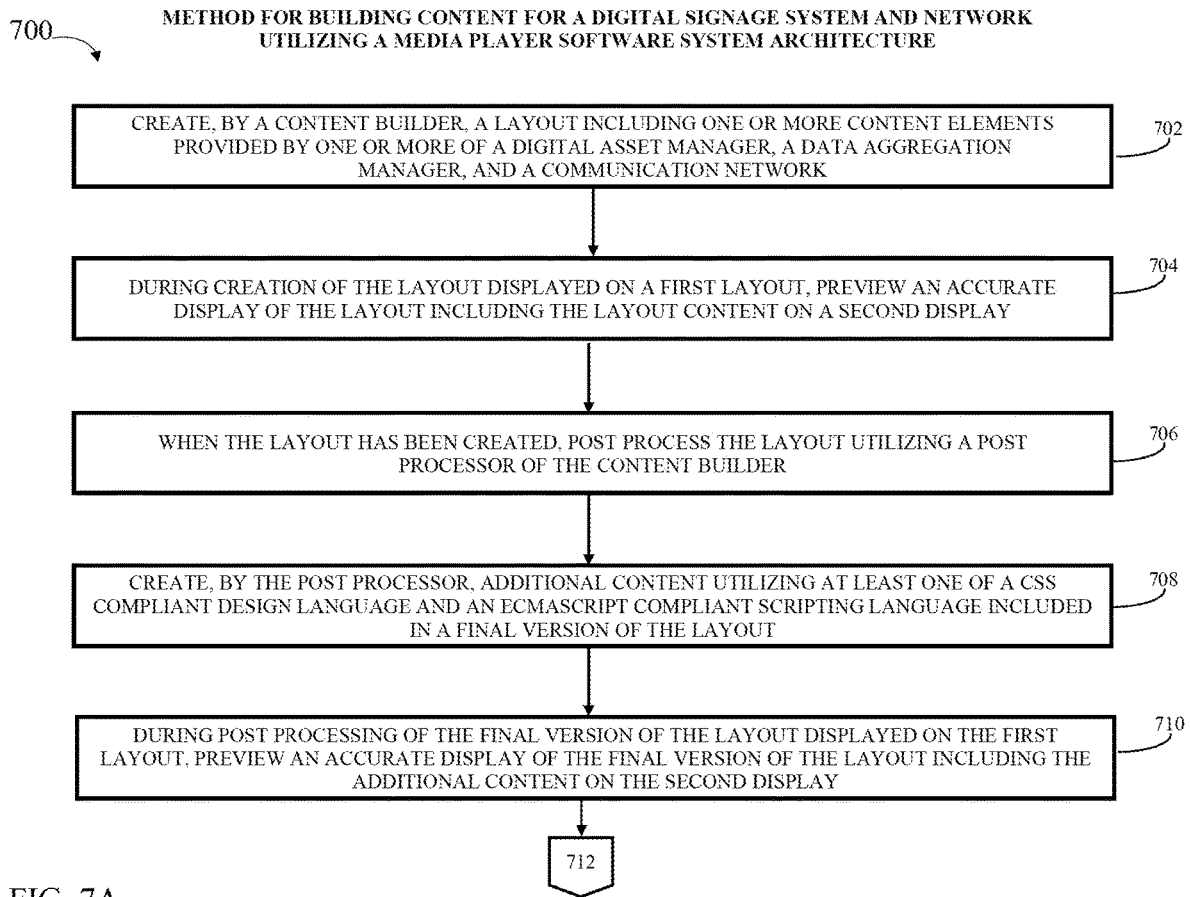 METHOD FOR BUILDING CONTENT FOR A DIGITAL SIGNAGE SYSTEM AND NETWORK
UTILIZING A MEDIA PLAYER SOFTWARE SYSTEM ARCHITECTURE
700
CREATE, BY A CONTENT BUILDER, A LAYOUT INCLUDING ONE OR MORE CONTENT ELEMENTS
PROVIDED BY ONE OR MORE OF A DIGITAL ASSET MANAGER, A DATA AGGREGATION
MANAGER, AND A COMMUNICATION NETWORK
702
DURING CREATION OF THE LAYOUT DISPLAYED ON A FIRST LAYOUT, PREVIEW AN ACCURATE
DISPLAY OF THE LAYOUT INCLUDING THE LAYOUT CONTENT ON A SECOND DISPLAY
704
WHEN THE LAYOUT HAS BEEN CREATED, POST PROCESS THE LAYOUT UTILIZING A POST
PROCESSOR OF THE CONTENT BUILDER
706
CREATE, BY THE POST PROCESSOR, ADDITIONAL CONTENT UTILIZING AT LEAST ONE OF A CSS
COMPLIANT DESIGN LANGUAGE AND AN ECMASCRIPT COMPLIANT SCRIPTING LANGUAGE INCLUDED
IN A FINAL VERSION OF THE LAYOUT
708
DURING POST PROCESSING OF THE FINAL VERSION OF THE LAYOUT DISPLAYED ON THE FIRST
LAYOUT, PREVIEW AN ACCURATE DISPLAY OF THE FINAL VERSION OF THE LAYOUT INCLUDING THE
ADDITIONAL CONTENT ON THE SECOND DISPLAY
710
712
FIG. 7A